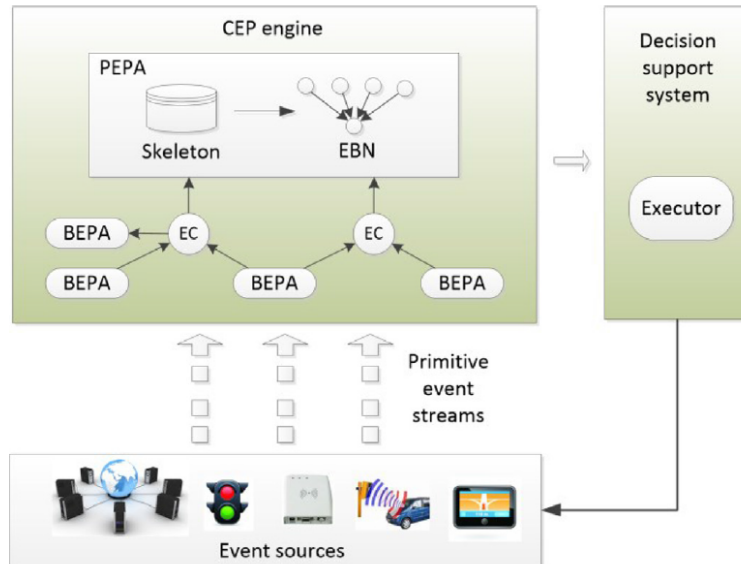 CEP engine
PEPA
Skeleton
EBN
BEPA
EC
EC
BEPA
BEPA
BEPA
Decision
support
system
Executor
Primitive
event
streams
Event sources